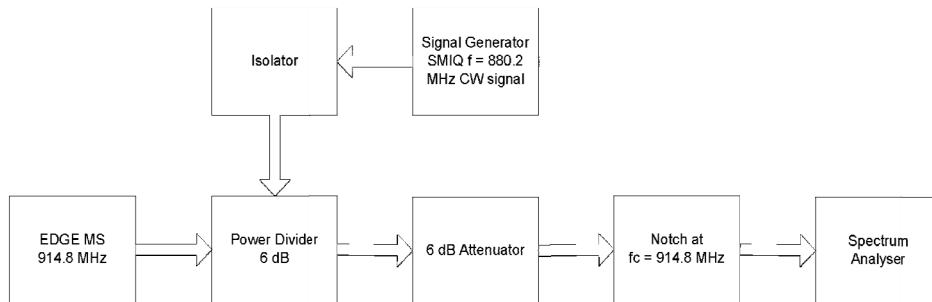 Isolator
Signal Generator
SMIQ f = 880.2
MHz CW signal
EDGE MS
914.8 MHz
Power Divider
6 dB
6 dB Attenuator
Notch at
fc = 914.8 MHz
Spectrum
Analyser